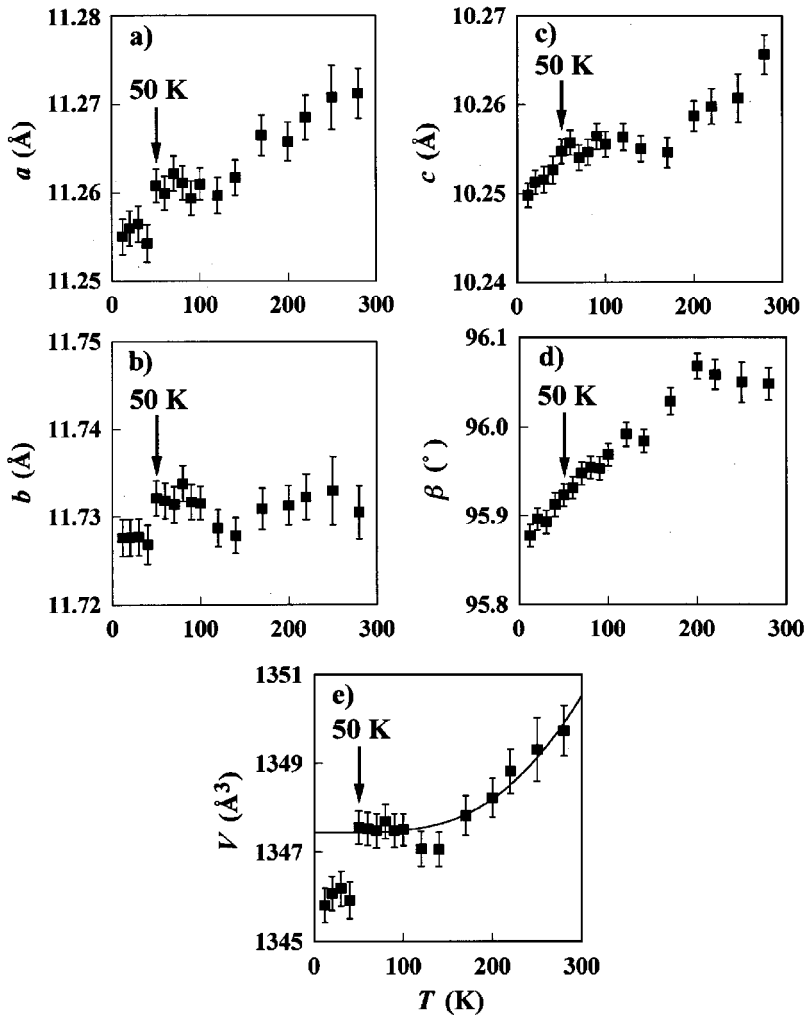 11.28
a)
50 K
11.27
a (Å)
11.26
11.25
0
100
200
300
10.27
c)
50 K
10.26
c (Å)
10.25
10.24
0
100
200
300
11.75
b)
50 K
11.74
b (Å)
11.73
11.72
0
100
200
300
96.1
d)
50 K
96.0
β (°)
95.9
95.8
0
100
200
300
1351
e)
50 K
1349
V (Å³)
1347
1345
0
100
200
300
T (K)